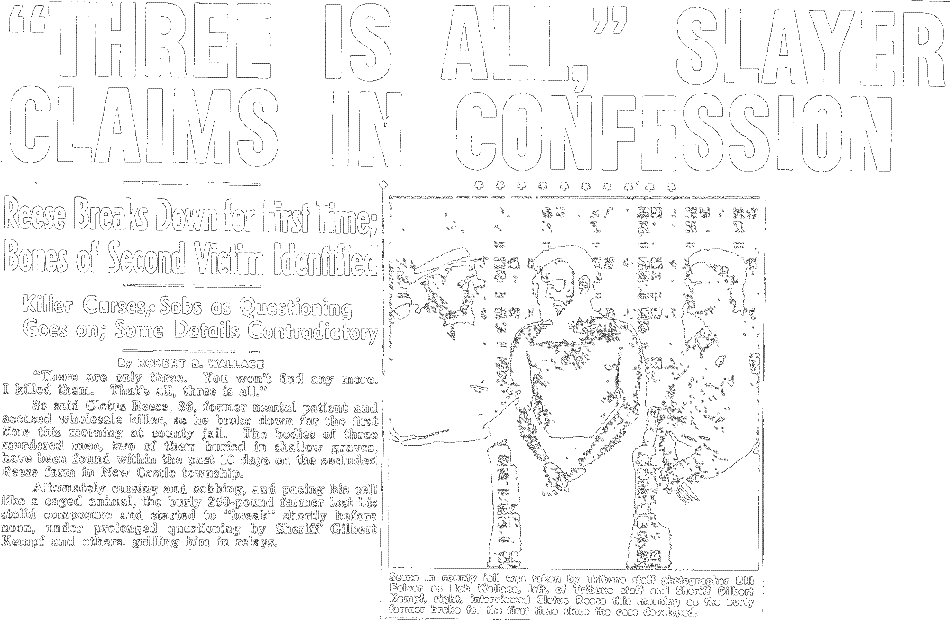 “THREE IS ALL,” SLAYER
CLAIMS IN CONFESSION
Reese Breaks Down for First Time;
Bones of Second Victim Identified
Killer Curses, Sobs as Questioning
Goes on; Some Details Contradictory
By ROBERT E. WALLACE
"There are only three. You won't find any more.
I killed them. That's all, three is all."
So said Cletus Reese, 36, former mental patient and
accused wholesale killer, as he broke down for the first
time this morning at county jail. The bodies of three
murdered men, two of them buried in shallow graves,
have been found within the past 10 days on the secluded
Reese farm in New Castle township.
Alternately cursing and sobbing, and pacing his cell
like a caged animal, the burly 250-pound farmer lost his
stolid composure and started to "break" shortly before
noon, under prolonged questioning by Sheriff Gilbert
Kempf and others grilling him in relays.
Scene in county jail was taken by Tribune staff photographer Bill
as Dick left, of Tribune staff and Sheriff Gilbert
Kempf, right, interviewed Cletus Reese this morning as the burly
farmer broke for the first time since the case developed.